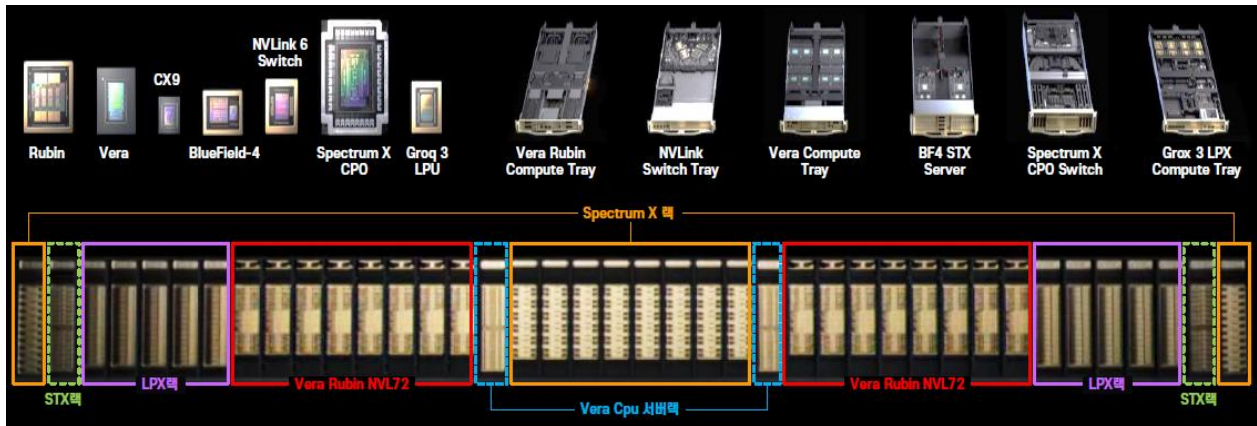 Rubin
Vera
CX9
BlueField-4
NVLink 6
Switch
Spectrum X
CPO
Groq 3
LPU
Vera Rubin
Compute Tray
NVLink
Switch Tray
Vera Compute
Tray
BF4 STX
Server
Spectrum X
CPO Switch
Grox 3 LPX
Compute Tray
Spectrum X 랙
STX랙
LPX랙
Vera Rubin NVL72
Vera Cpu 서버랙
Vera Rubin NVL72
LPX랙
STX랙